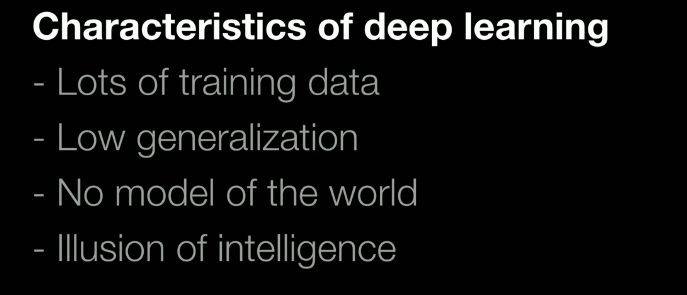 Characteristics of deep learning
- Lots of training data
- Low generalization
- No model of the world
- Illusion of intelligence